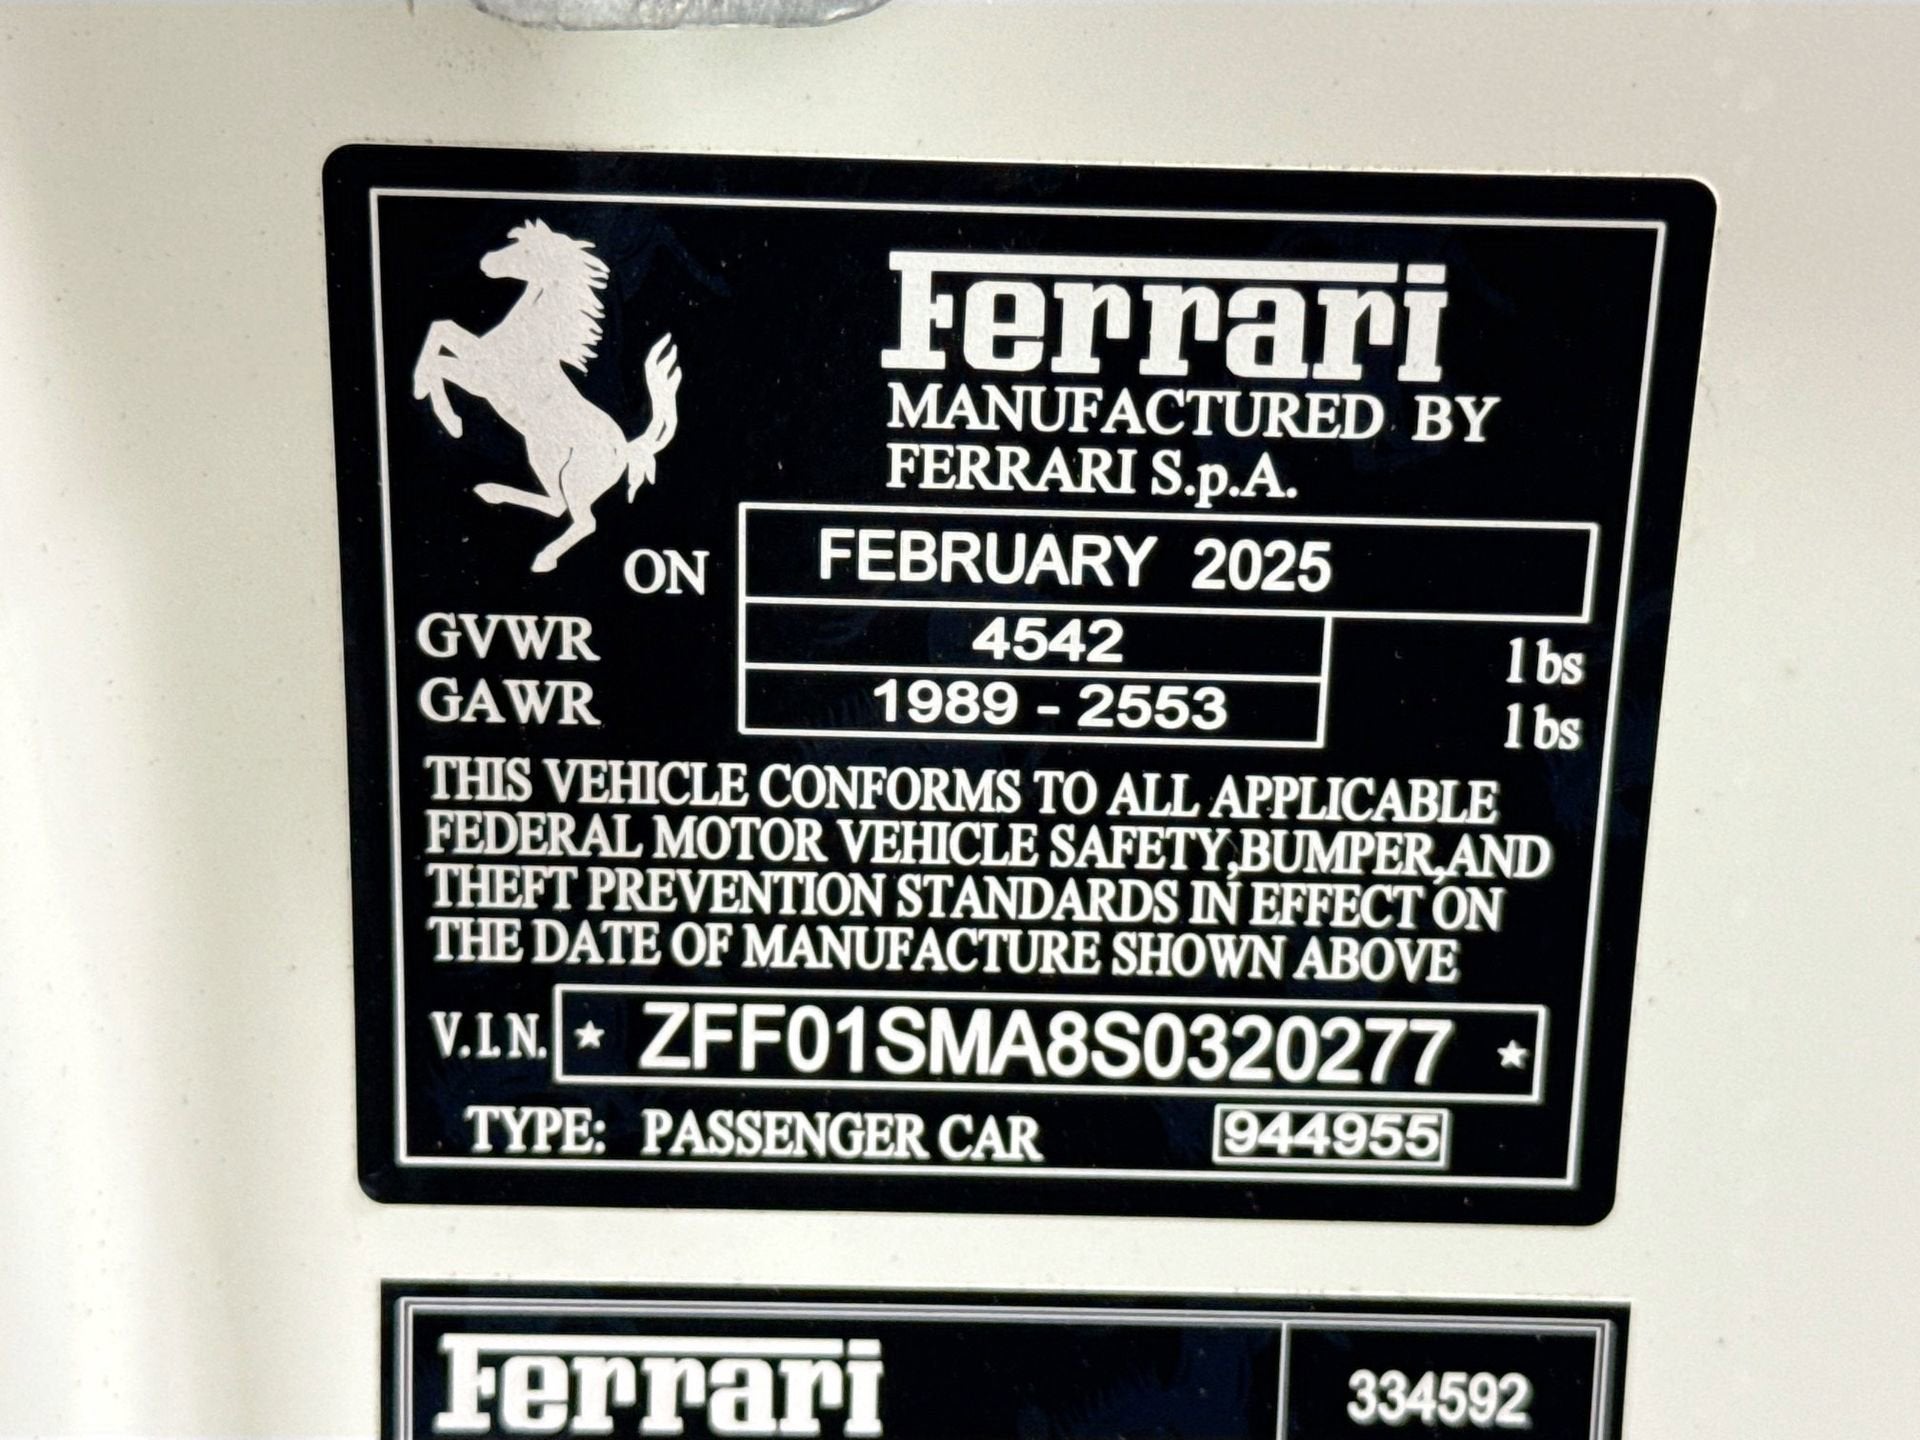 Ferrari
MANUFACTURED BY
FERRARI S.p.A.
ON FEBRUARY 2025
GVWR 4542 lbs
GAWR 1989 - 2553 lbs
THIS VEHICLE CONFORMS TO ALL APPLICABLE
FEDERAL MOTOR VEHICLE SAFETY,BUMPER,AND
THEFT PREVENTION STANDARDS IN EFFECT ON
THE DATE OF MANUFACTURE SHOWN ABOVE
V.I.N. ★ ZFF01SMA8S0320277 ★
TYPE: PASSENGER CAR 944955
Ferrari 334592